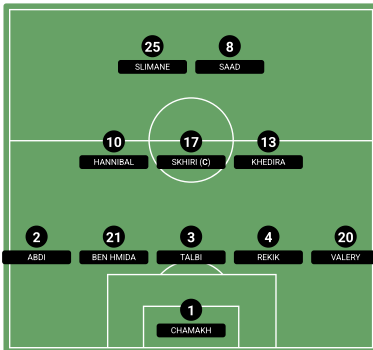 25 8
SLIMANE SAAD
10 17 13
HANNIBAL SKHIRI (C) KHEDIRA
2 21 3 4 20
ABDI BEN HMIDA TALBI REKIK VALERY
1
CHAMAKH